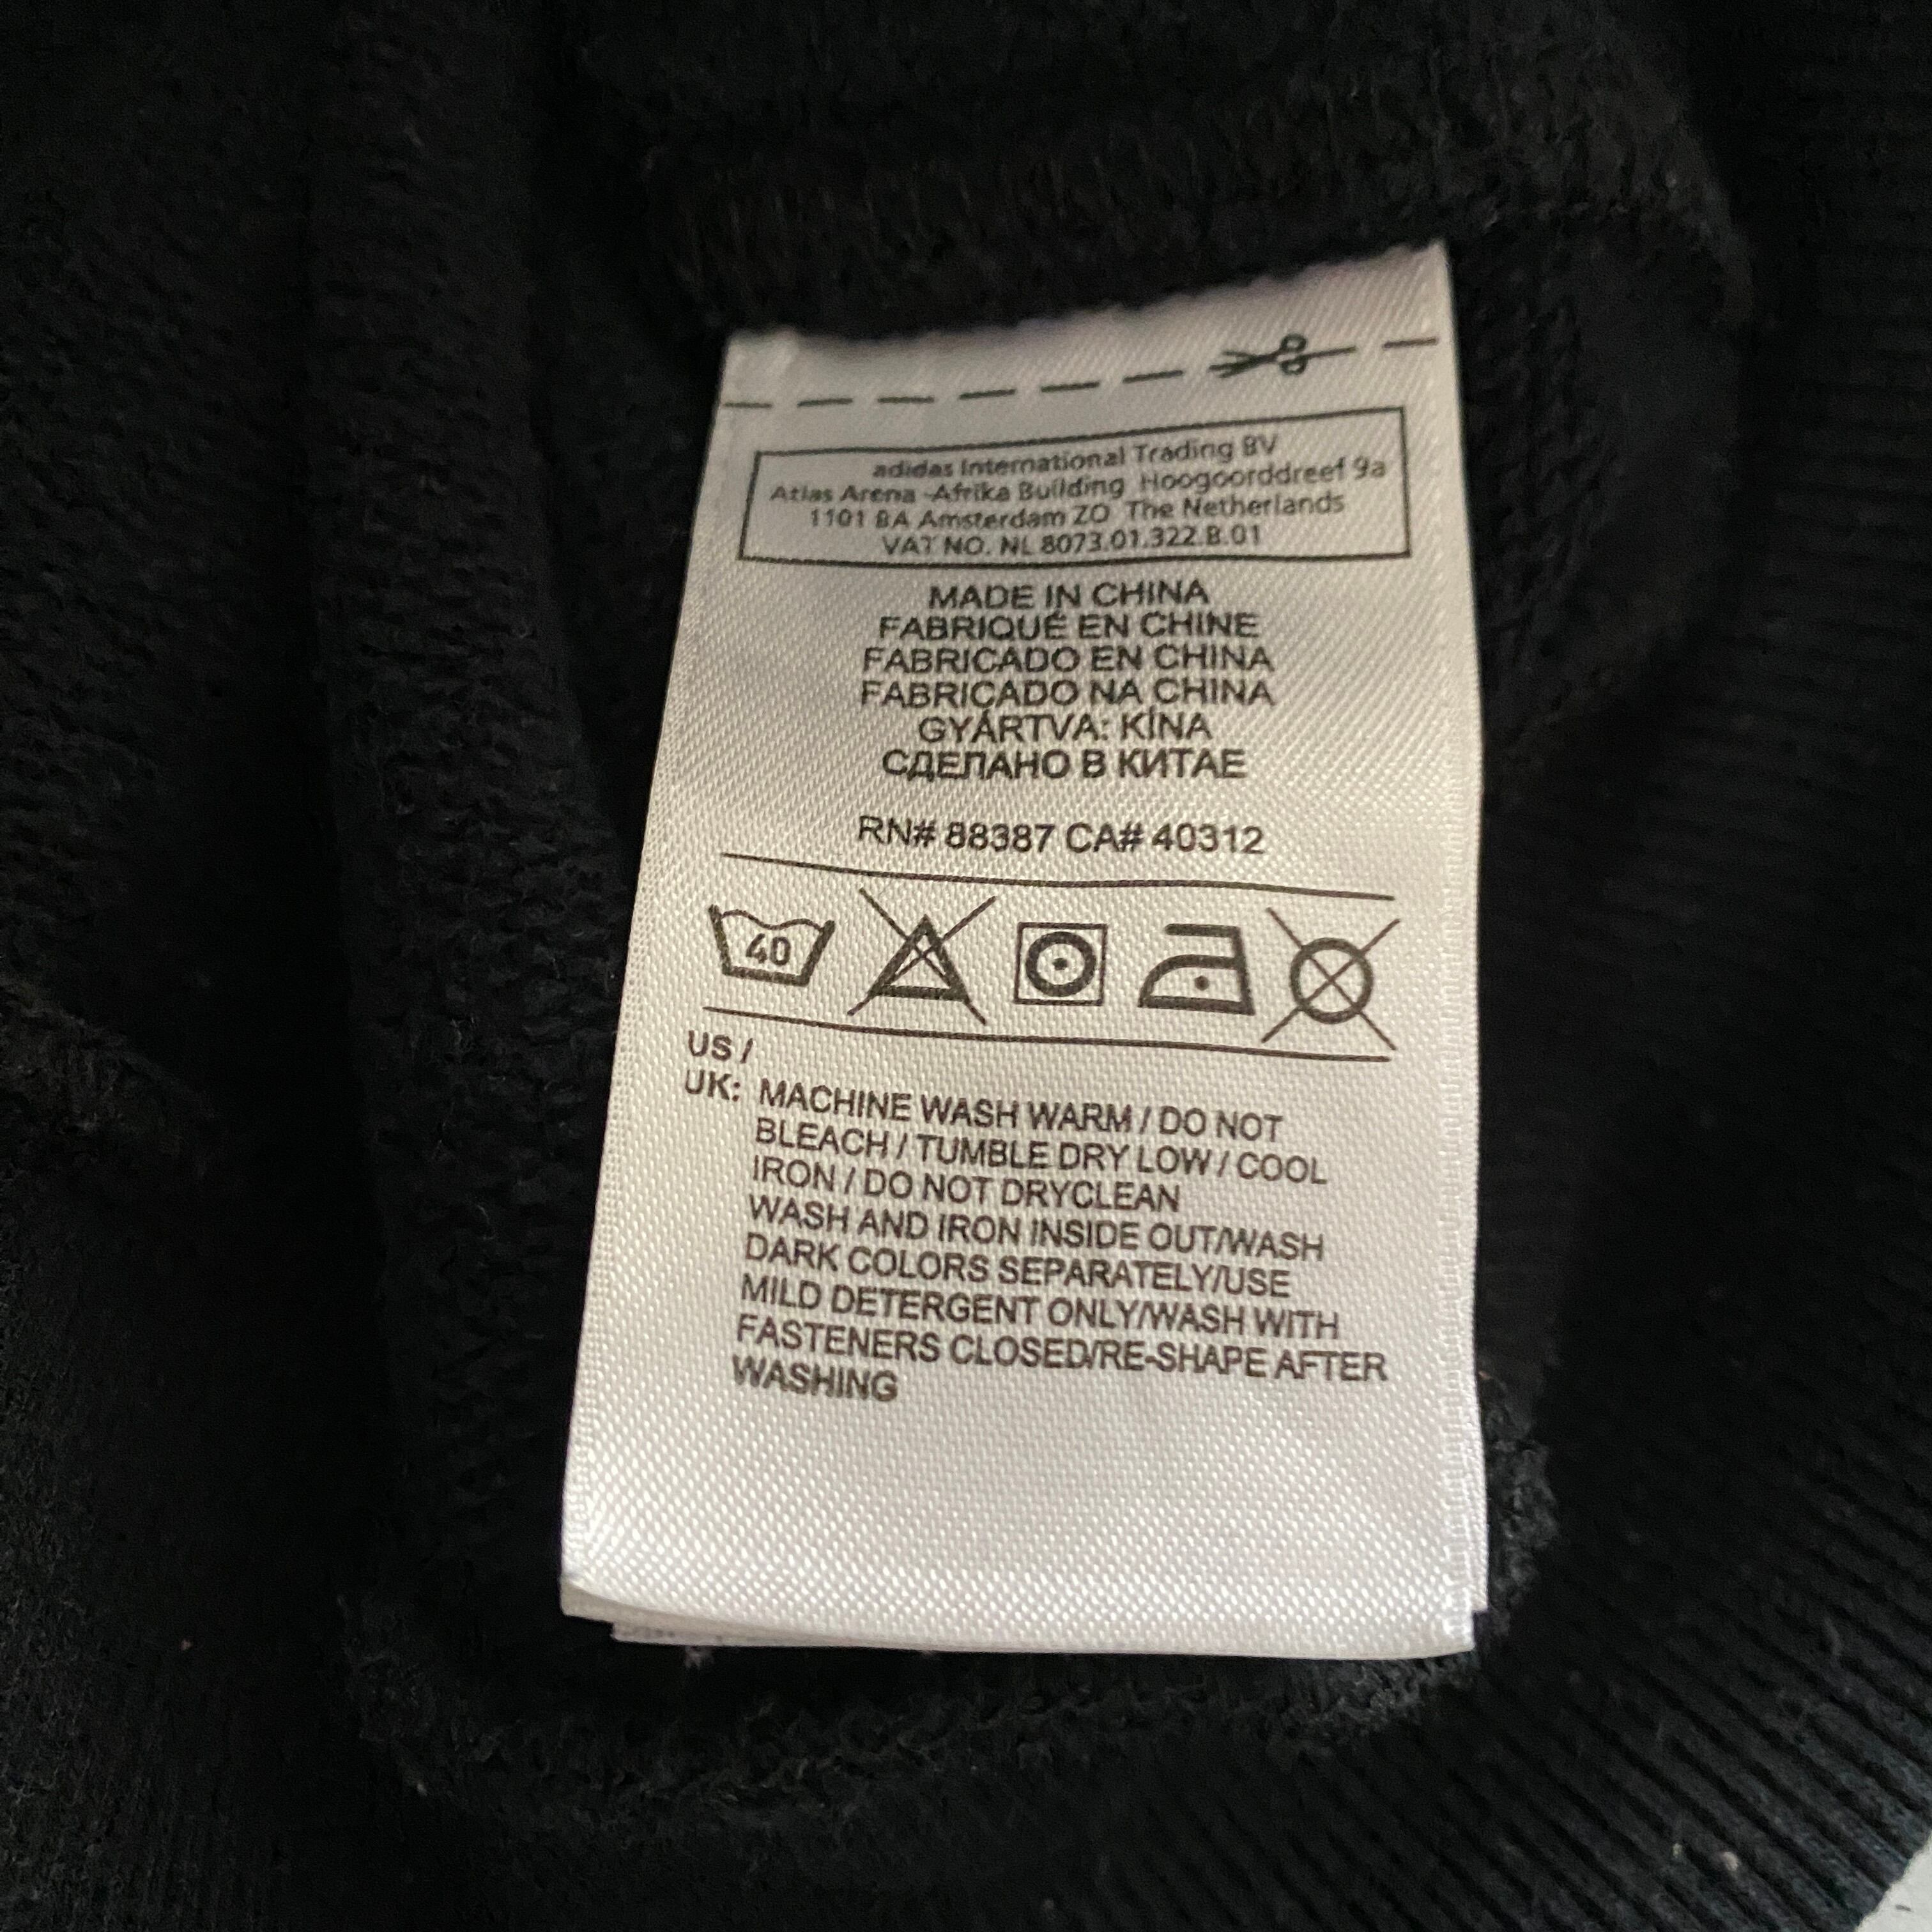 adidas International Trading BV
Atlas Arena -Afrika Building Hoogoorddreef 9a
1101 BA Amsterdam ZO The Netherlands
VAT NO. NL 8073.01.322.B.01
MADE IN CHINA
FABRIQUÉ EN CHINE
FABRICADO EN CHINA
FABRICADO NA CHINA
GYÁRTVA: KÍNA
СДЕЛАНО В КИТАЕ
RN# 88387 CA# 40312
40
US /
UK: MACHINE WASH WARM / DO NOT
BLEACH / TUMBLE DRY LOW / COOL
IRON / DO NOT DRYCLEAN
WASH AND IRON INSIDE OUT/WASH
DARK COLORS SEPARATELY/USE
MILD DETERGENT ONLY/WASH WITH
FASTENERS CLOSED/RE-SHAPE AFTER
WASHING